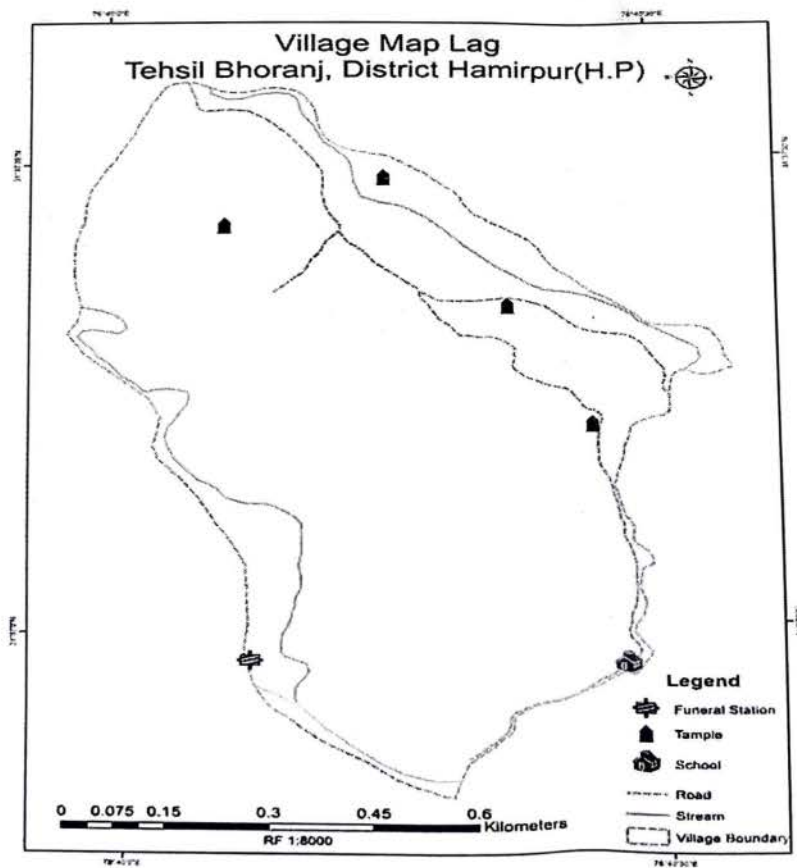 Village Map Lag
Tehsil Bhoranj, District Hamirpur(H.P)
N
S
Legend
Funeral Station
Tample
School
Road
Stream
Village Boundary
0 0.075 0.15 0.3 0.45 0.6
Kilometers
RF 1:8000